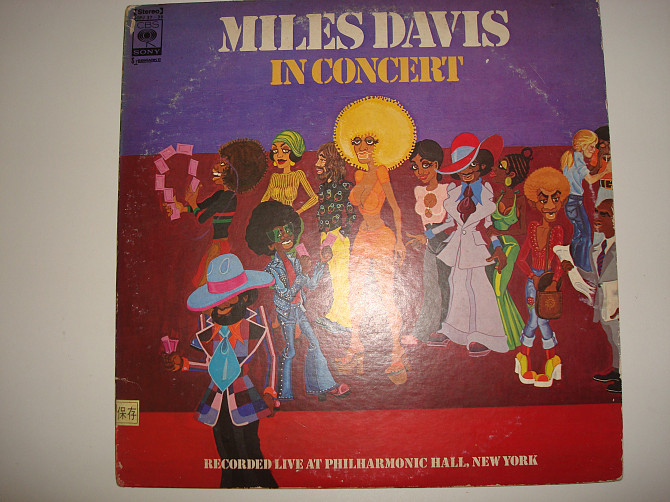 Stereo
CBS
SONY
MILES DAVIS
IN CONCERT
保存
RECORDED LIVE AT PHILHARMONIC HALL, NEW YORK